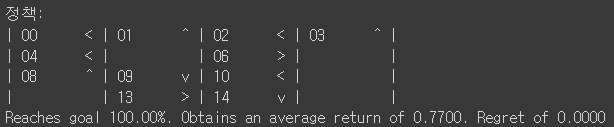 정책:
| 00 < | 01 ^ | 02 < | 03 ^ |
| 04 < | | 06 > | |
| 08 ^ | 09 v | 10 < | |
| | 13 > | 14 v | |
Reaches goal 100.00%. Obtains an average return of 0.7700. Regret of 0.0000